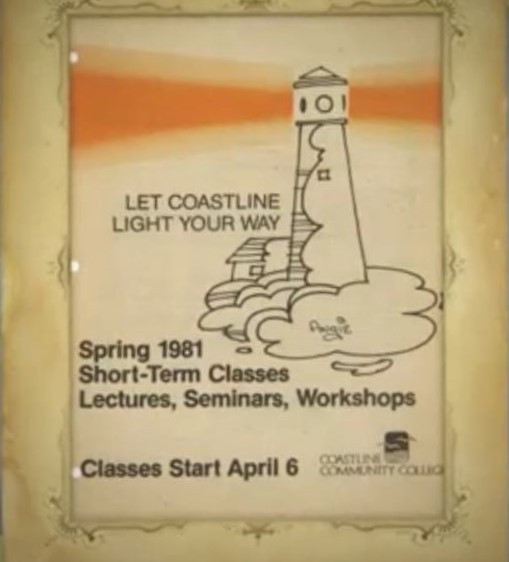 LET COASTLINE
LIGHT YOUR WAY
Spring 1981
Short-Term Classes
Lectures, Seminars, Workshops
Classes Start April 6
COASTLINE
COMMUNITY COLLEG